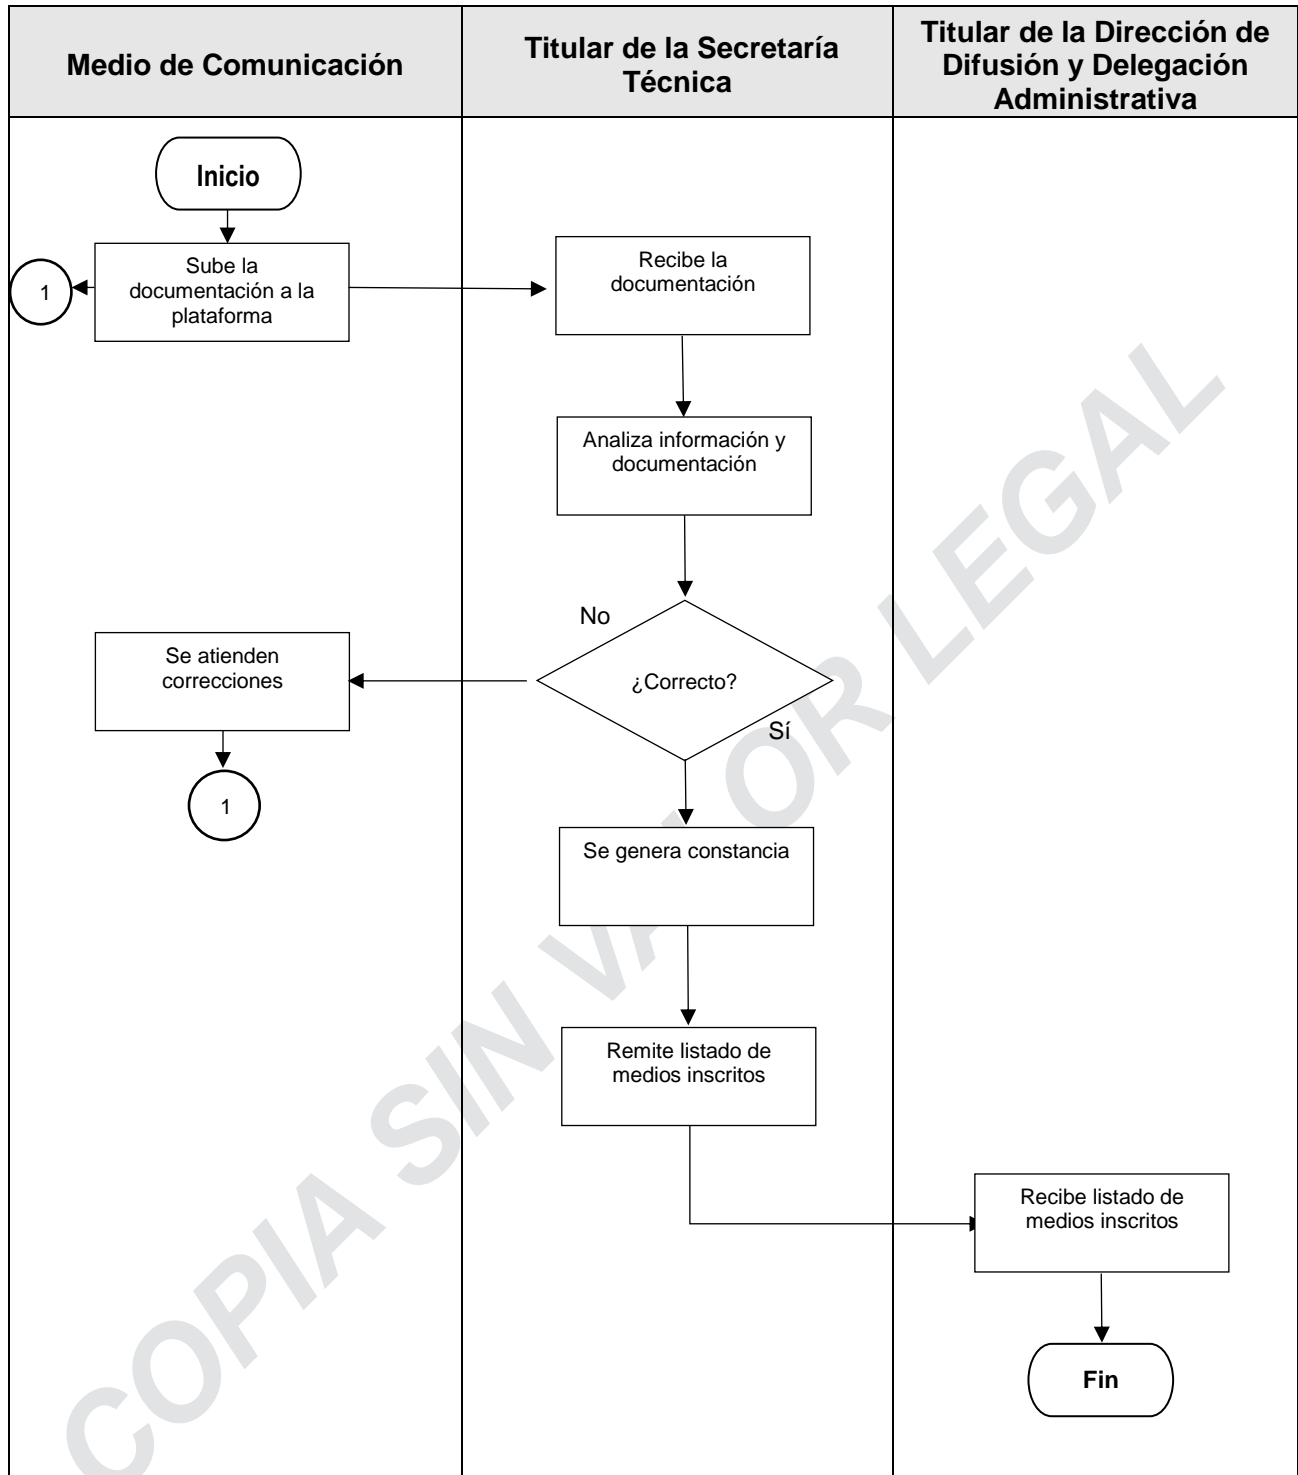 Medio de Comunicación
Titular de la Secretaría
Técnica
Titular de la Dirección de
Difusión y Delegación
Administrativa
Inicio
Sube la
documentación a la
plataforma
1
Recibe la
documentación
Analiza información y
documentación
No
¿Correcto?
Sí
Se atienden
correcciones
1
Se genera constancia
Remite listado de
medios inscritos
Recibe listado de
medios inscritos
Fin
COPIA SIN VALOR LEGAL